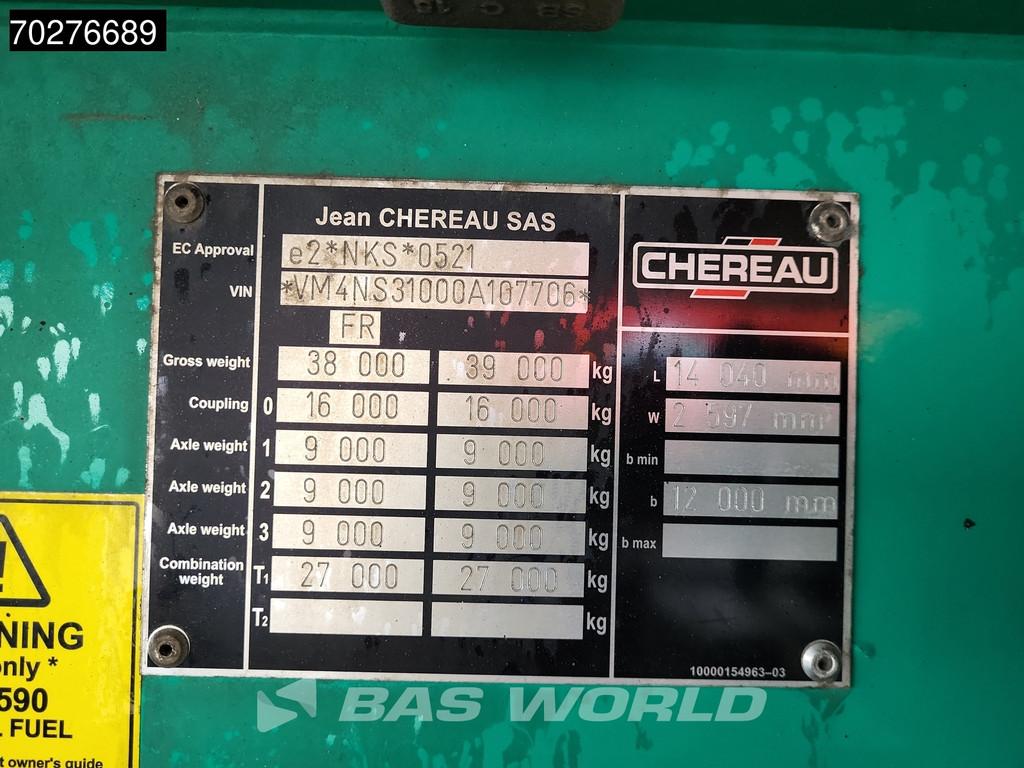 70276689
SB C 15
Jean CHEREAU SAS
EC Approval e2*NKS*0521
VIN *VM4NS31000A107706*
FR
CHEREAU
Gross weight 38 000 39 000 kg
Coupling 0 16 000 16 000 kg
Axle weight 1 9 000 9 000 kg
Axle weight 2 9 000 9 000 kg
Axle weight 3 9 000 9 000 kg
Combination weight T1 27 000 27 000 kg
T2 kg
L 14 040 mm
W 2 597 mm
b min
b 12 000 mm
b max
10000154963-03
NING
only *
590
FUEL
owner's guide
BAS WORLD